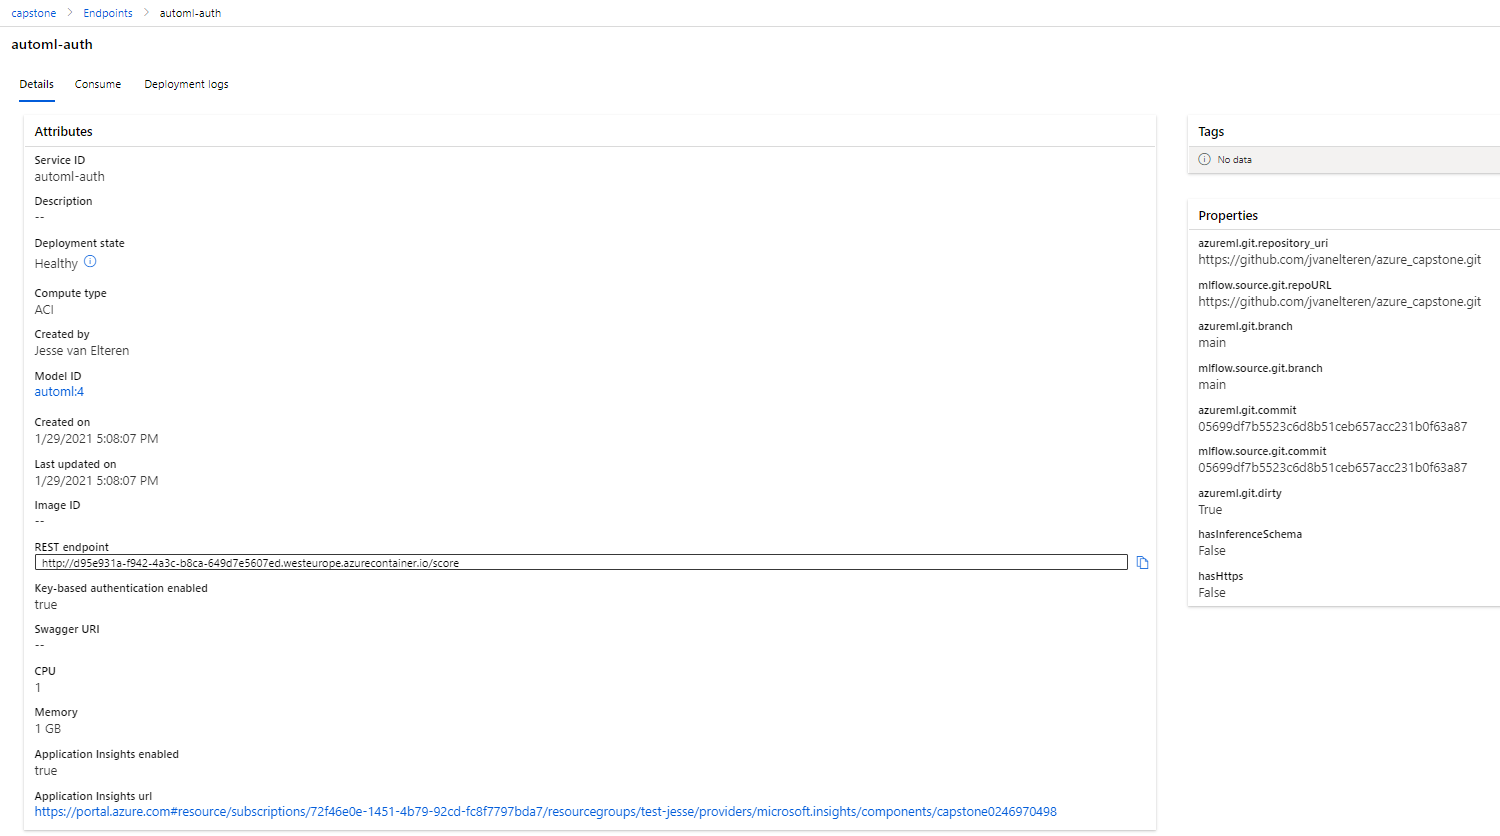 capstone > Endpoints > automl-auth
automl-auth
Details Consume Deployment logs
Attributes
Service ID
automl-auth
Description
--
Deployment state
Healthy
Compute type
ACI
Created by
Jesse van Elteren
Model ID
automl:4
Created on
1/29/2021 5:08:07 PM
Last updated on
1/29/2021 5:08:07 PM
Image ID
--
REST endpoint
http://d95e931a-f942-4a3c-b8ca-649d7e5607ed.westeurope.azurecontainer.io/score
Key-based authentication enabled
true
Swagger URI
--
CPU
1
Memory
1 GB
Application Insights enabled
true
Application Insights url
https://portal.azure.com#resource/subscriptions/72f46e0e-1451-4b79-92cd-fc8f7797bda7/resourcegroups/test-jesse/providers/microsoft.insights/components/capstone0246970498
Tags
No data
Properties
azureml.git.repository_uri
https://github.com/jvanelteren/azure_capstone.git
mlflow.source.git.repoURL
https://github.com/jvanelteren/azure_capstone.git
azureml.git.branch
main
mlflow.source.git.branch
main
azureml.git.commit
05699df7b5523c6d8b51ceb657acc231b0f63a87
mlflow.source.git.commit
05699df7b5523c6d8b51ceb657acc231b0f63a87
azureml.git.dirty
True
hasInferenceSchema
False
hasHttps
False